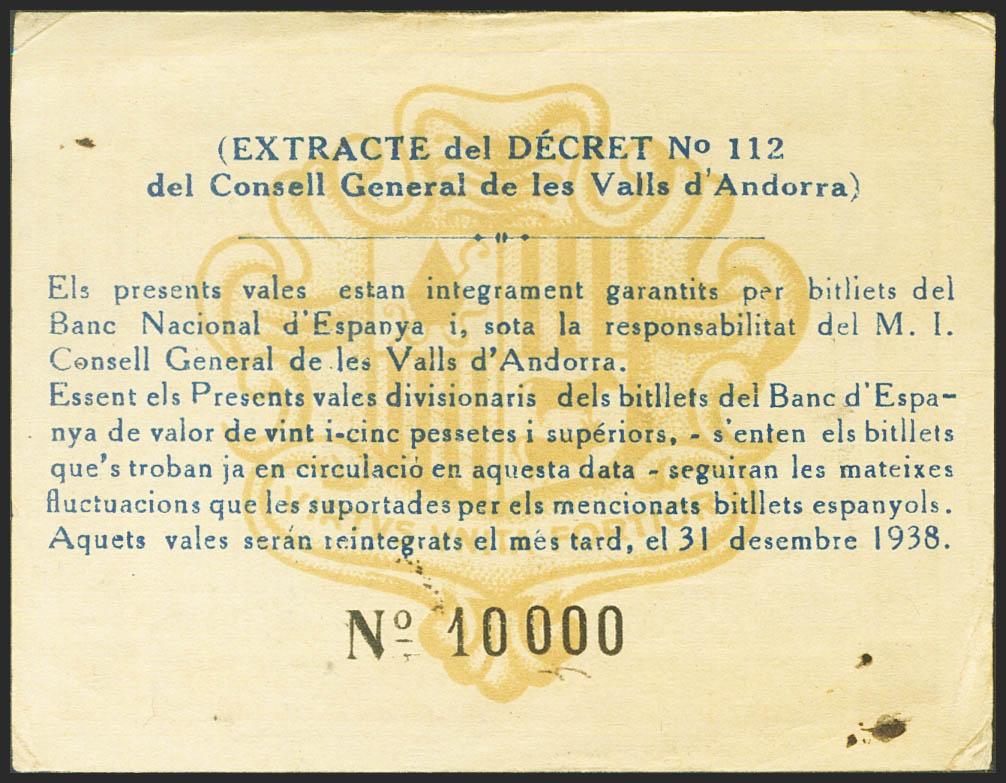 (EXTRACTE del DÉCRET Nº 112
del Consell General de les Valls d'Andorra)
Els presents vales estan integrament garantits per bitllets del
Banc Nacional d'Espanya i, sota la responsabilitat del M. I.
Consell General de les Valls d'Andorra.
Essent els Presents vales divisionaris dels bitllets del Banc d'Espa-
nya de valor de vint i-cinc pessetes i supériors, - s'enten els bitllets
que's troban ja en circulació en aquesta data - seguiran les mateixes
fluctuacions que les suportades per els mencionats bitllets espanyols.
VIRTVS VNITA FORTIOR
Aquets vales serán reintegrats el més tard, el 31 desembre 1938.
Nº 10000